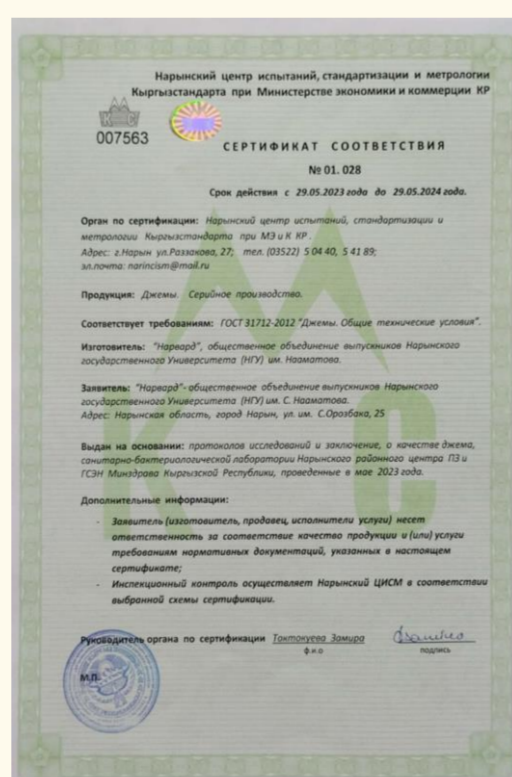 Нарынский центр испытаний, стандартизации и метрологии
Кыргызстандарта при Министерстве экономики и коммерции КР
007563
СЕРТИФИКАТ СООТВЕТСТВИЯ
№ 01. 028
Срок действия с 29.05.2023 года до 29.05.2024 года.
Орган по сертификации: Нарынский центр испытаний, стандартизации и
метрологии Кыргызстандарта при МЭ и К КР.
Адрес: г.Нарын ул.Раззакова, 27; тел. (03522) 5 04 40, 5 41 89;
эл.почта: narincism@mail.ru
Продукция: Джемы. Серийное производство.
Соответствует требованиям: ГОСТ 31712-2012 "Джемы. Общие технические условия".
Изготовитель: "Нарвард", общественное объединение выпускников Нарынского
государственного Университета (НГУ) им. Нааматова.
Заявитель: "Нарвард"- общественное объединение выпускников Нарынского
государственного Университета (НГУ) им. С. Нааматова.
Адрес: Нарынская область, город Нарын, ул. им. С.Орозбака, 25
Выдан на основании: протоколов исследований и заключение, о качестве джема,
санитарно-бактериологической лаборатории Нарынского районного центра ПЗ и
ГСЭН Минздрава Кыргызской Республики, проведенные в мае 2023 года.
Дополнительные информации:
- Заявитель (изготовитель, продавец, исполнители услуги) несет
ответственность за соответствие качество продукции и (или) услуги
требованиям нормативных документаций, указанных в настоящем
сертификате;
- Инспекционный контроль осуществляет Нарынский ЦИСМ в соответствии
выбранной схемы сертификации.
Руководитель органа по сертификации Токтокуева Замира
ф.и.о подпись
М.П.